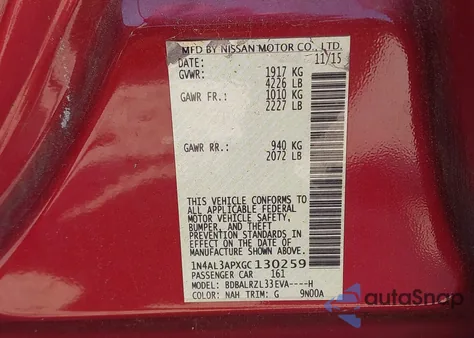 MFD BY NISSAN MOTOR CO., LTD.
DATE: 11/15
GVWR: 1917 KG
4226 LB
GAWR FR.: 1010 KG
2227 LB
GAWR RR.: 940 KG
2072 LB
THIS VEHICLE CONFORMS TO
ALL APPLICABLE FEDERAL
MOTOR VEHICLE SAFETY,
BUMPER, AND THEFT
PREVENTION STANDARDS IN
EFFECT ON THE DATE OF
MANUFACTURE SHOWN
ABOVE.
1N4AL3APXGC130259
PASSENGER CAR 161
MODEL: BDBALRZL33EVA----H
COLOR: NAH TRIM: G 9N00A
autoSnap